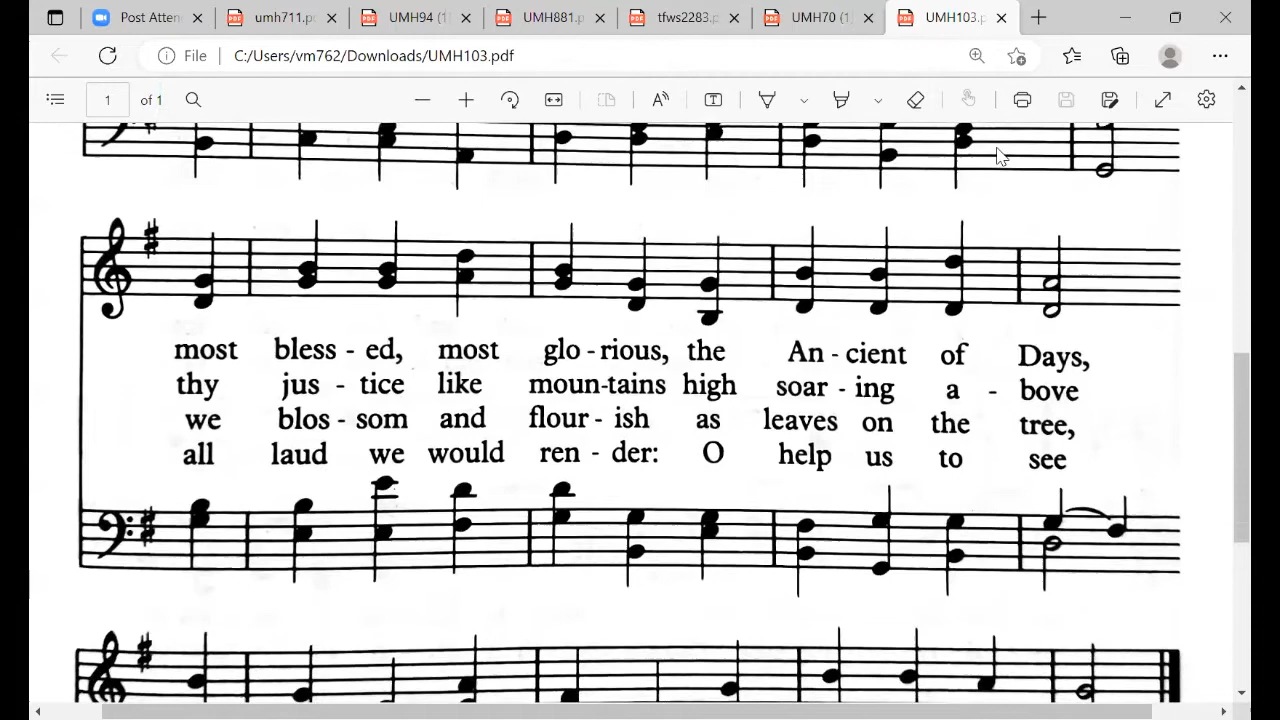 Post Atten umh711.p UMH94 (1) UMH881.p tfws2283.p UMH70 (1) UMH103.p
File C:/Users/vm762/Downloads/UMH103.pdf
1 of 1
most bless - ed, most glo - rious, the An - cient of Days,
thy jus - tice like moun - tains high soar - ing a - bove
we blos - som and flour - ish as leaves on the tree,
all laud we would ren - der: O help us to see